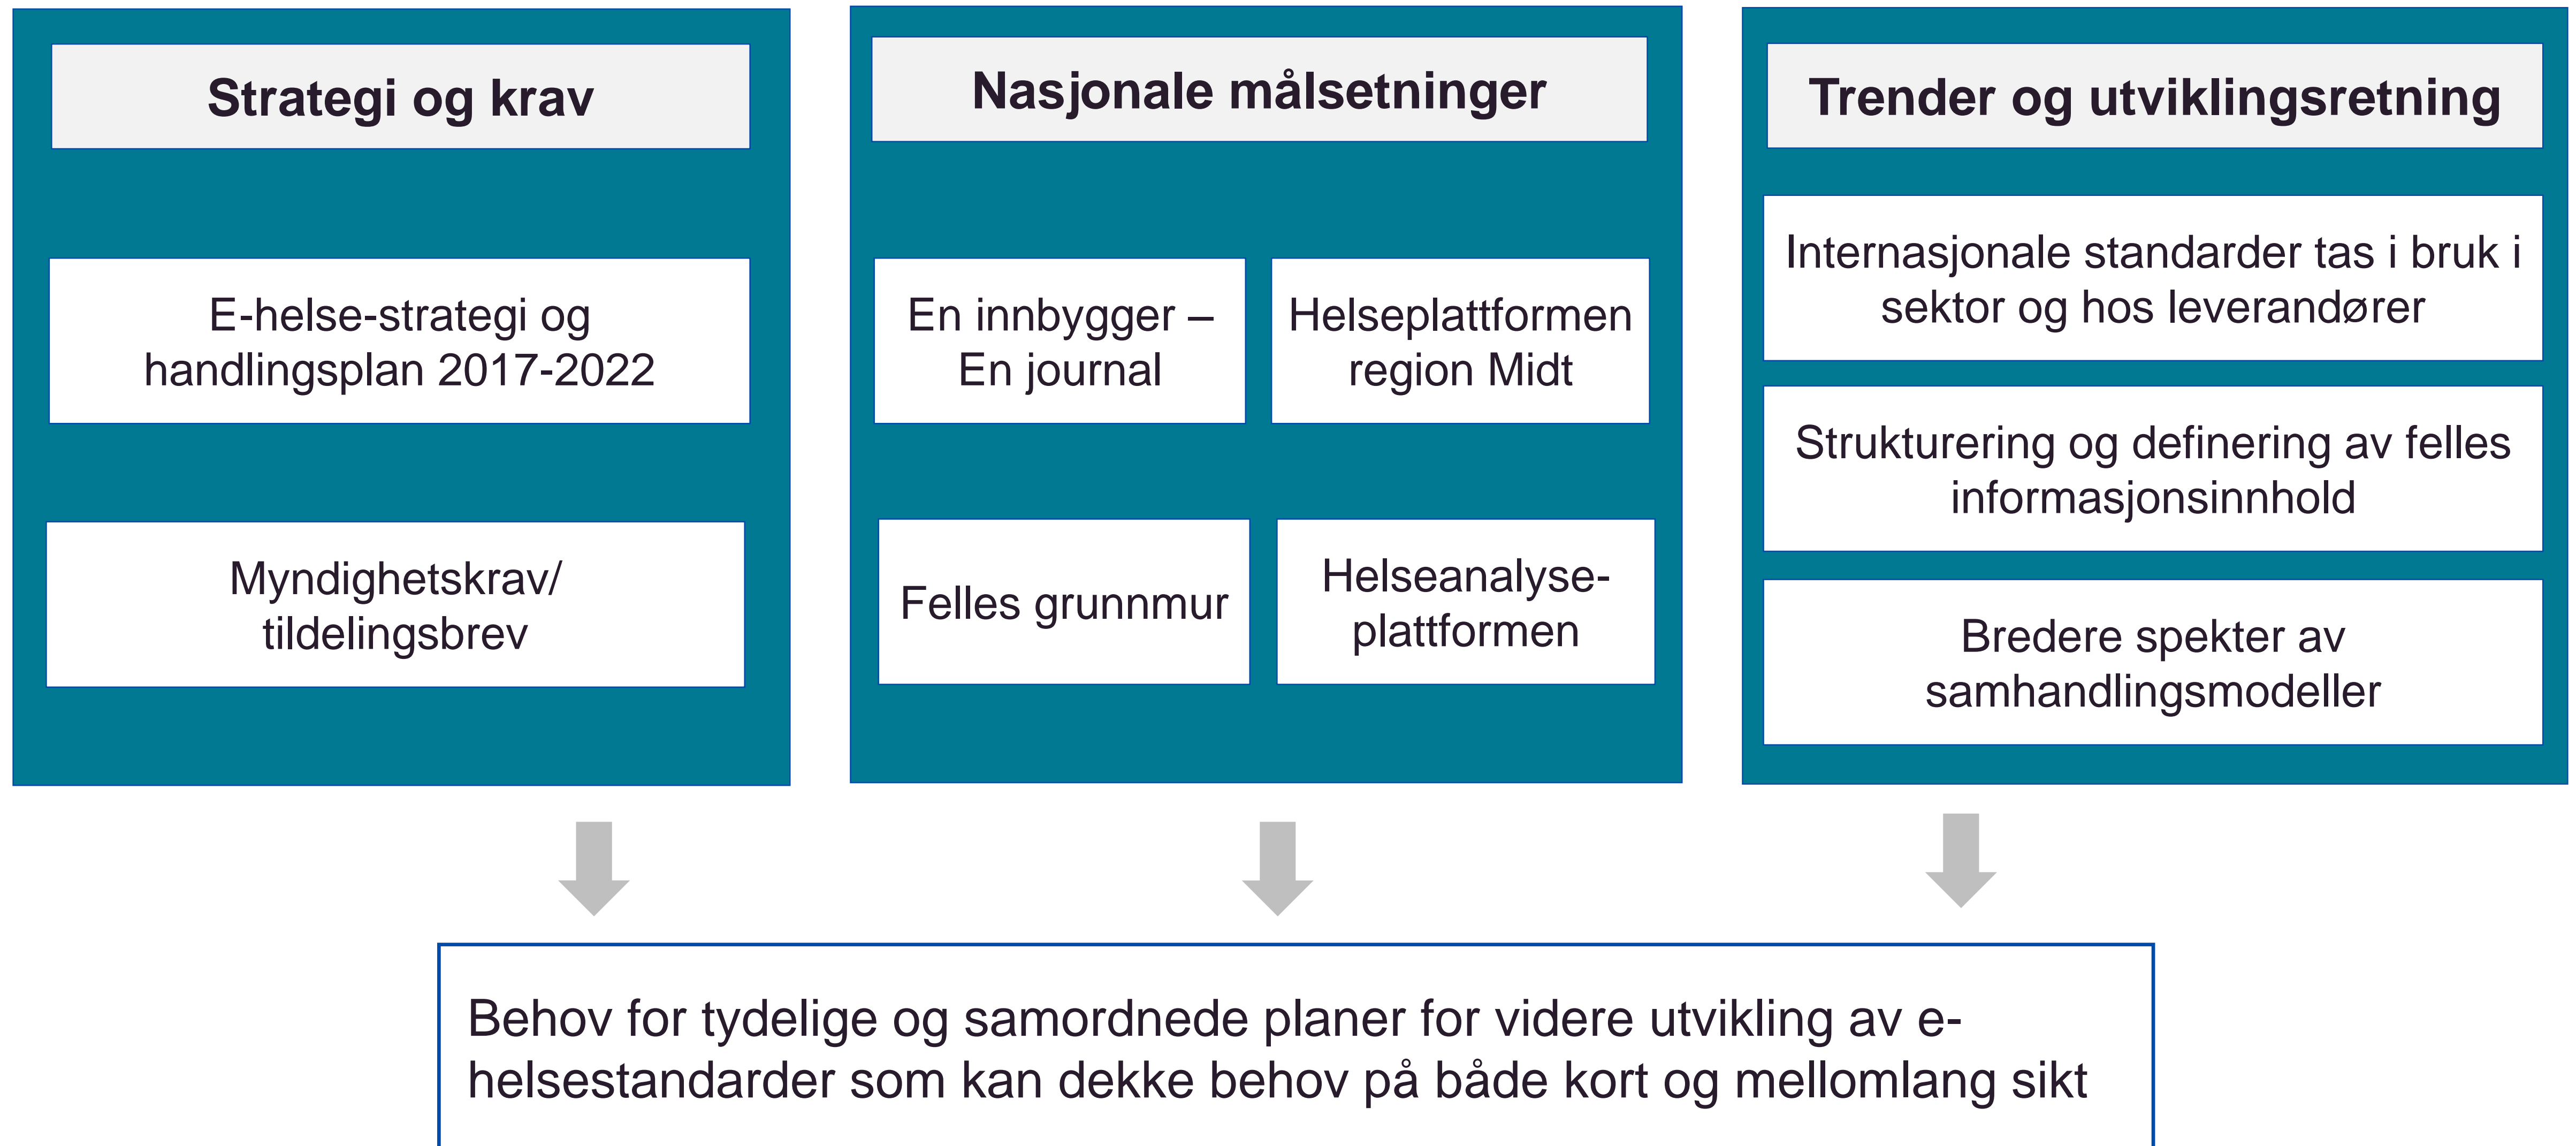 Strategi og krav
E-helse-strategi og
handlingsplan 2017-2022
Myndighetskrav/
tildelingsbrev
Nasjonale målsetninger
En innbygger –
En journal
Helseplattformen
region Midt
Felles grunnmur
Helseanalyse-
plattformen
Trender og utviklingsretning
Internasjonale standarder tas i bruk i
sektor og hos leverandører
Strukturering og definering av felles
informasjonsinnhold
Bredere spekter av
samhandlingsmodeller
Behov for tydelige og samordnede planer for videre utvikling av e-
helsestandarder som kan dekke behov på både kort og mellomlang sikt